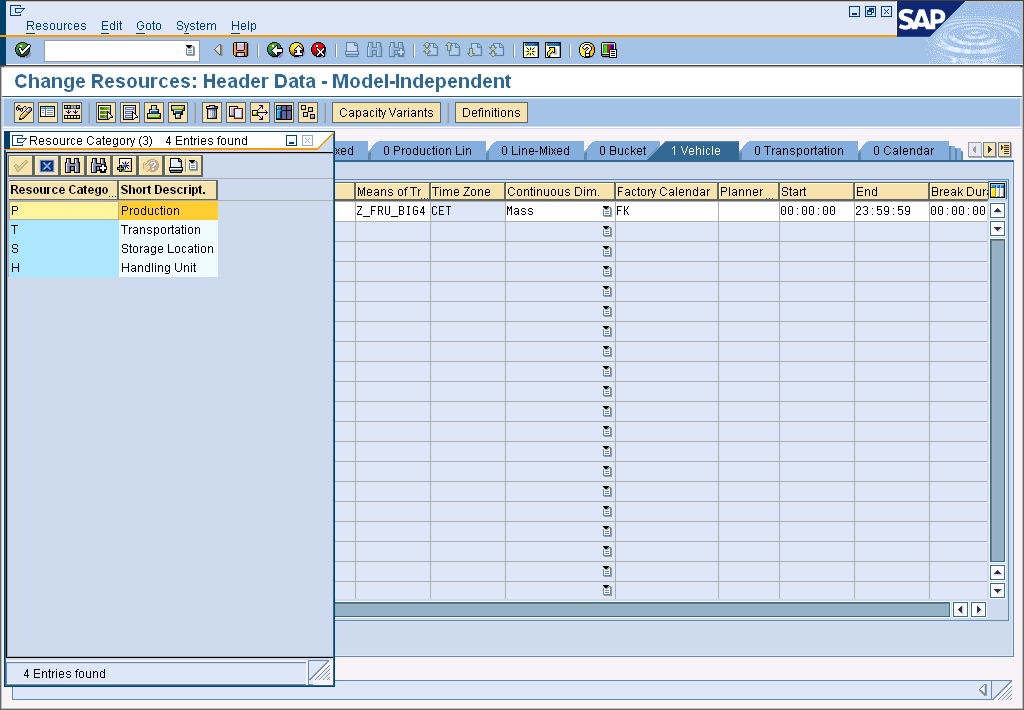 Resources Edit Goto System Help
SAP
Change Resources: Header Data - Model-Independent
Capacity Variants Definitions
Resource Category (3) 4 Entries found
xed 0 Production Lin 0 Line-Mixed 0 Bucket 1 Vehicle 0 Transportation 0 Calendar
Resource Catego... Short Descript.
P Production
T Transportation
S Storage Location
H Handling Unit
Means of Tr... Time Zone Continuous Dim. Factory Calendar Planner ... Start End Break Dura
Z_FRU_BIG4 CET Mass FK 00:00:00 23:59:59 00:00:00
4 Entries found